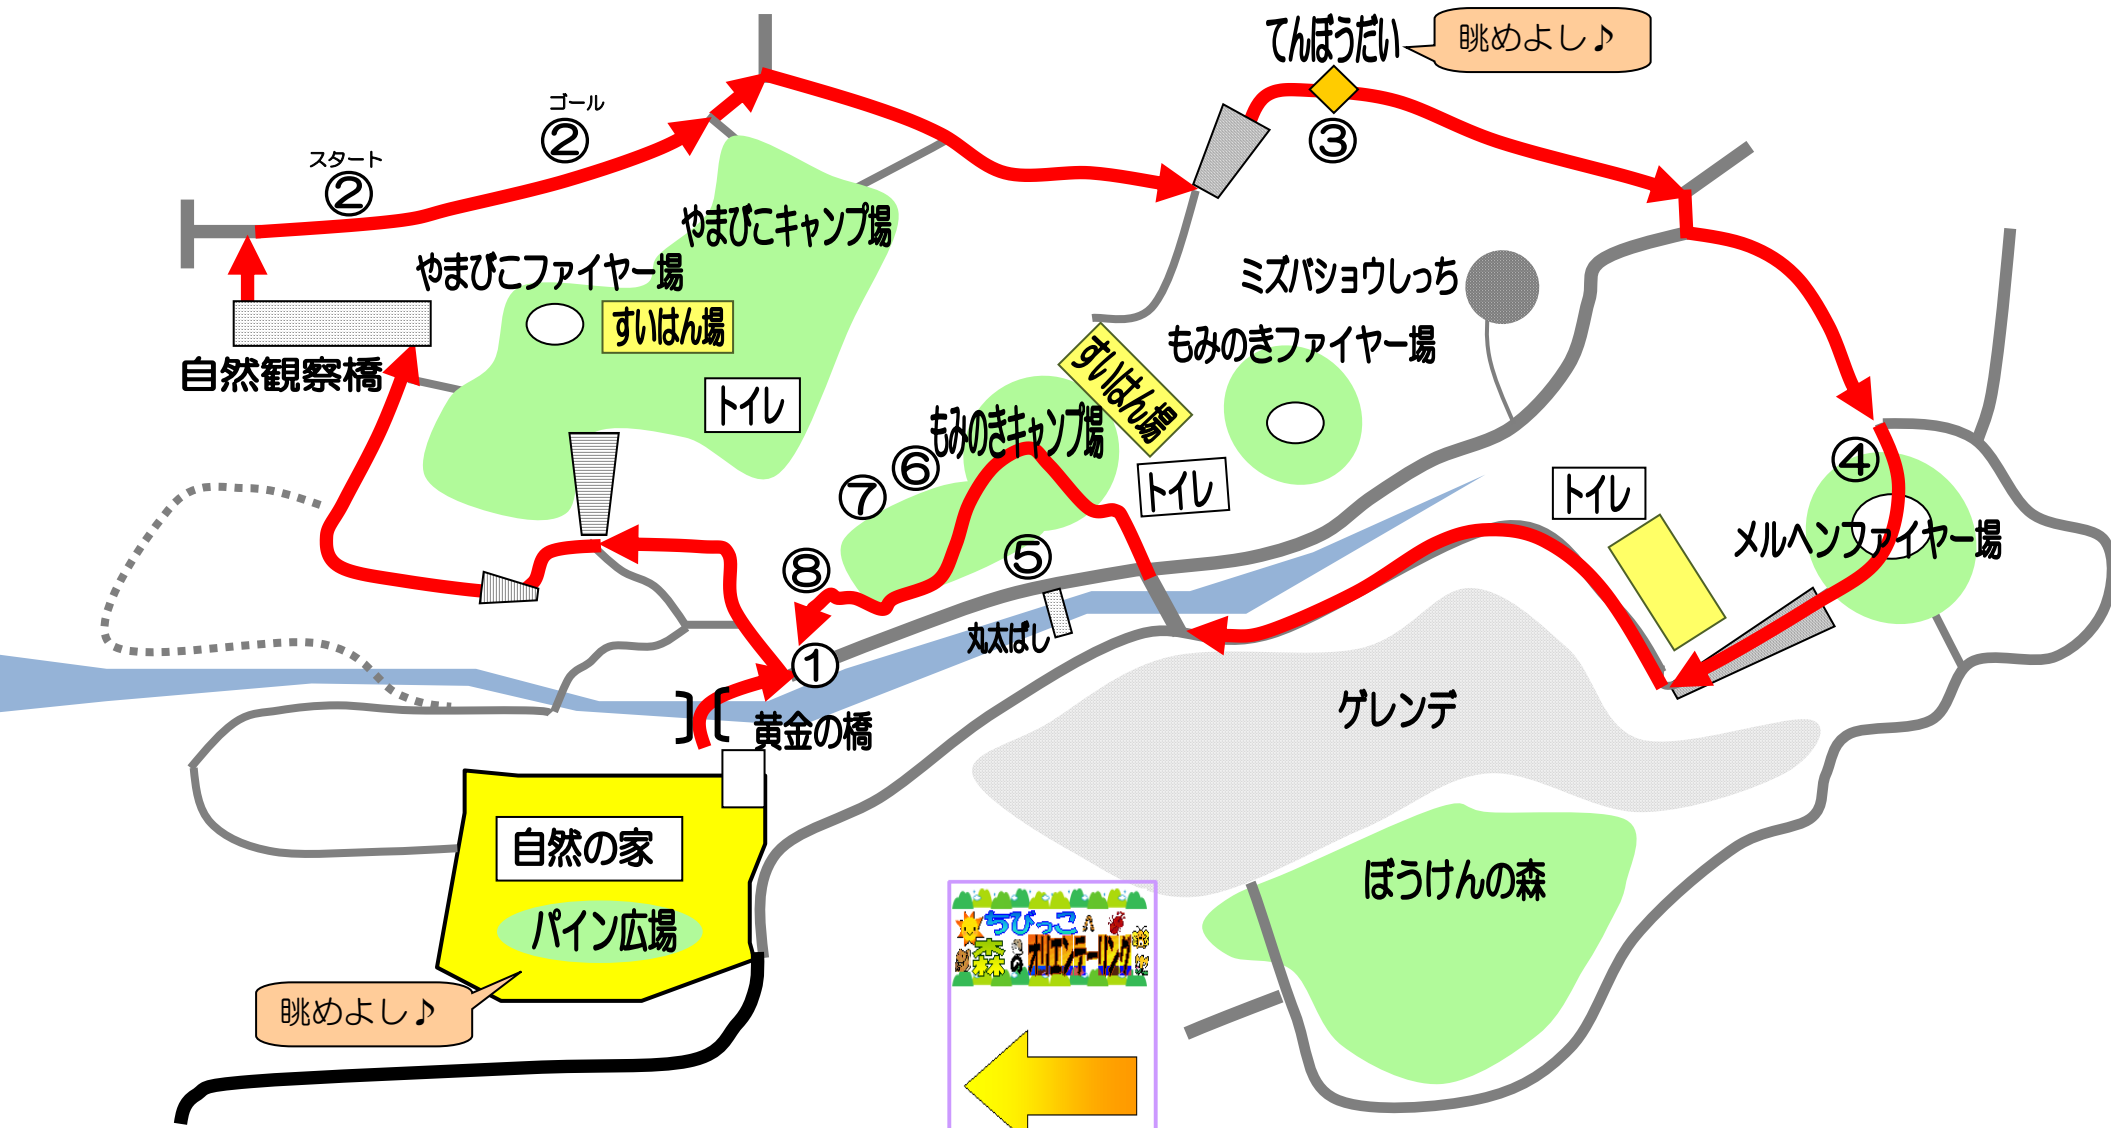 てんぼうだい
眺めよし♪
③
ゴール
②
スタート
②
やまびこキャンプ場
やまびこファイヤー場
すいはん場
ミズバショウしっち
もみのきファイヤー場
すいはん場
自然観察橋
トイレ
もみのきキャンプ場
⑥
⑦
トイレ
トイレ
④
メルヘンファイヤー場
⑤
⑧
丸太ばし
①
黄金の橋
ゲレンデ
自然の家
パイン広場
ぼうけんの森
眺めよし♪
ちびっこ
森のオリエンテーリング